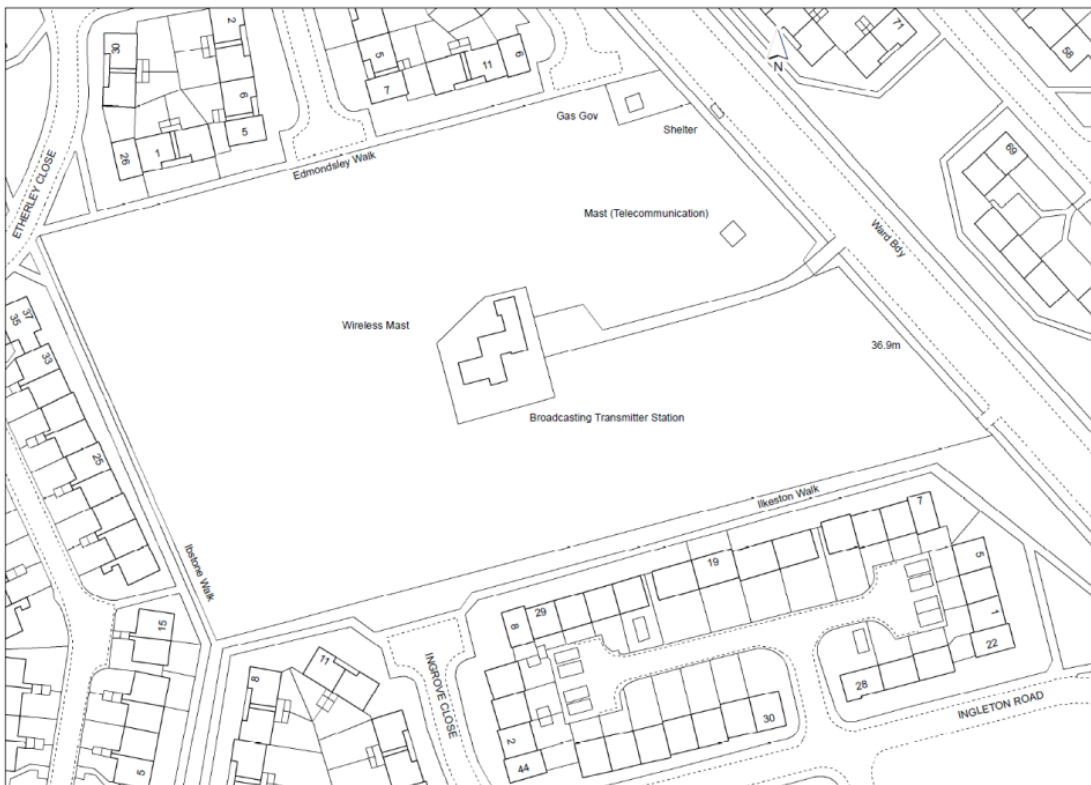 2
30
5
6
11
7
6
5
1
26
71
58
69
N
Gas Gov
Shelter
Edmondsley Walk
ETHERLEY CLOSE
Mast (Telecommunication)
Ward Bdy
Wireless Mast
36.9m
Broadcasting Transmitter Station
35
37
33
25
Ibstone Walk
Ilkeston Walk
15
5
8
11
INGROVE CLOSE
8
29
19
7
5
1
22
28
INGLETON ROAD
30
2
44